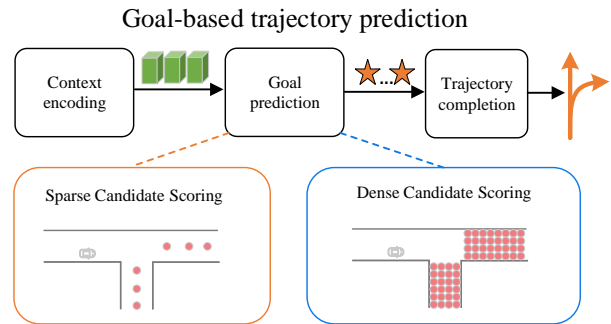 Goal-based trajectory prediction
Context
encoding
Goal
prediction
...
Trajectory
completion
Sparse Candidate Scoring
Dense Candidate Scoring